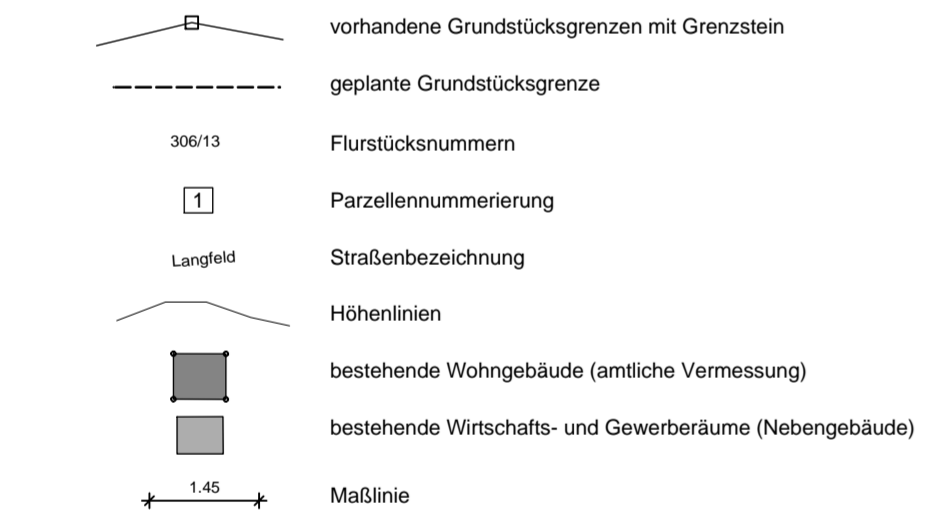 vorhandene Grundstücksgrenzen mit Grenzstein
geplante Grundstücksgrenze
306/13 Flurstücksnummern
1 Parzellennummerierung
Langfeld Straßenbezeichnung
Höhenlinien
bestehende Wohngebäude (amtliche Vermessung)
bestehende Wirtschafts- und Gewerberäume (Nebengebäude)
1.45 Maßlinie